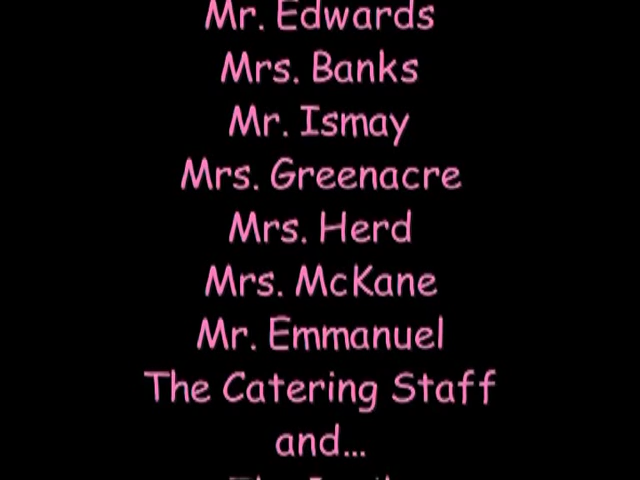 Mr. Edwards
Mrs. Banks
Mr. Ismay
Mrs. Greenacre
Mrs. Herd
Mrs. McKane
Mr. Emmanuel
The Catering Staff
and...